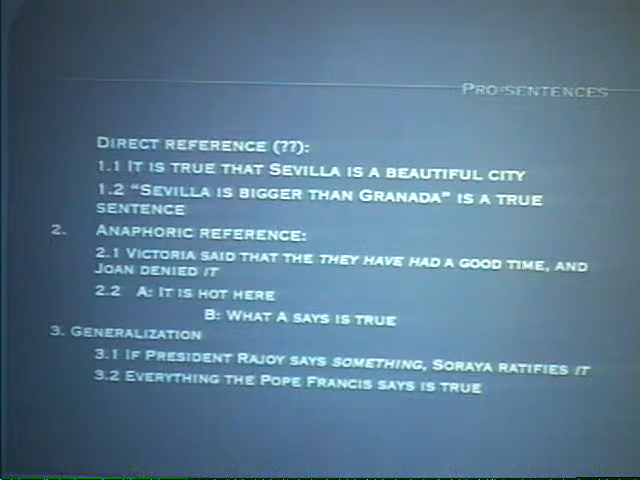 PRO-SENTENCES
DIRECT REFERENCE (??):
1.1 IT IS TRUE THAT SEVILLA IS A BEAUTIFUL CITY
1.2 "SEVILLA IS BIGGER THAN GRANADA" IS A TRUE
SENTENCE
2. ANAPHORIC REFERENCE:
2.1 VICTORIA SAID THAT THE THEY HAVE HAD A GOOD TIME, AND
JOAN DENIED IT
2.2 A: IT IS HOT HERE
B: WHAT A SAYS IS TRUE
3. GENERALIZATION
3.1 IF PRESIDENT RAJOY SAYS SOMETHING, SORAYA RATIFIES IT
3.2 EVERYTHING THE POPE FRANCIS SAYS IS TRUE